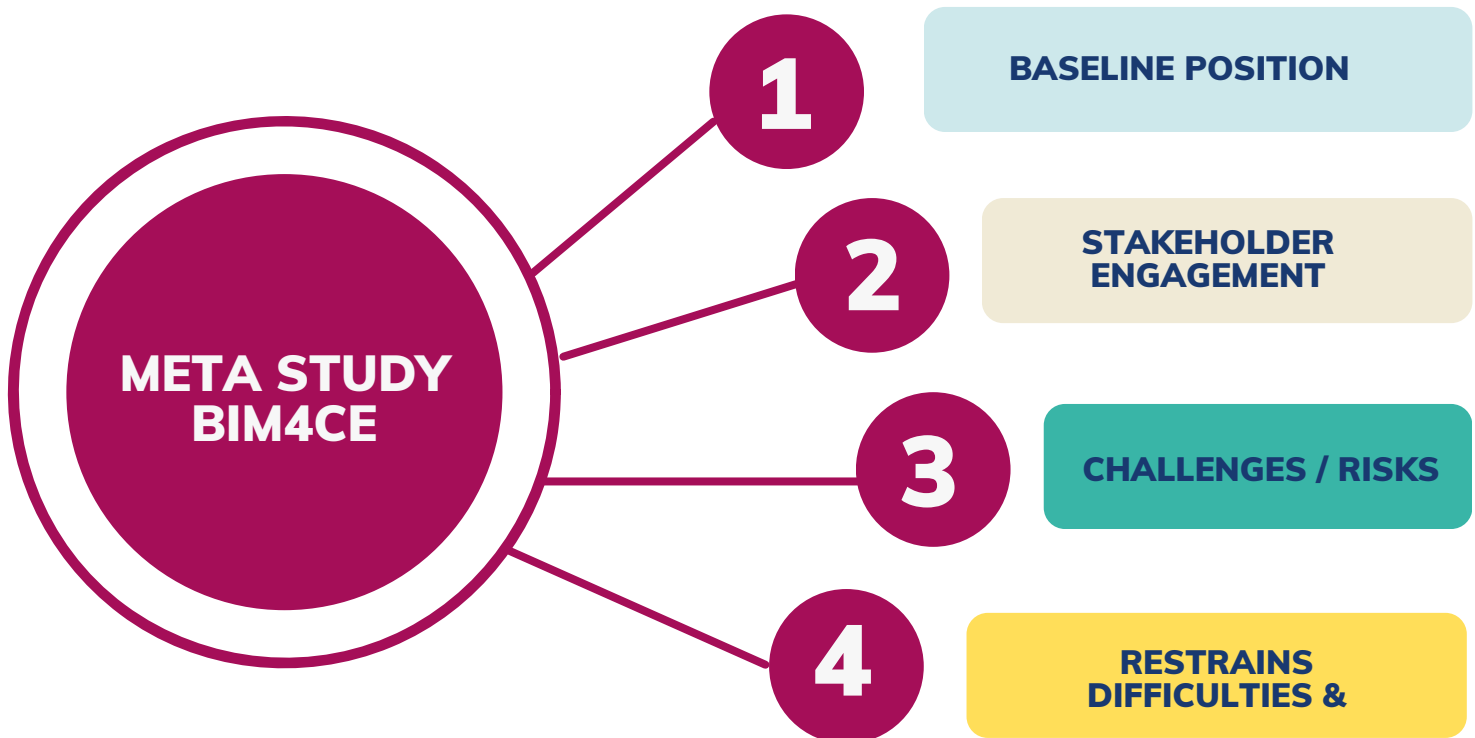 META STUDY
BIM4CE
1
BASELINE POSITION
2
STAKEHOLDER
ENGAGEMENT
3
CHALLENGES / RISKS
4
RESTRAINS
DIFFICULTIES &